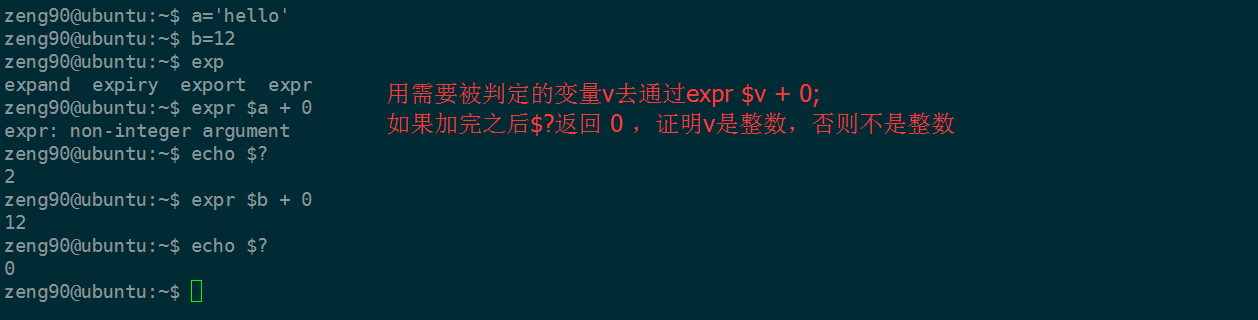 zeng90@ubuntu:~$ a='hello'
zeng90@ubuntu:~$ b=12
zeng90@ubuntu:~$ exp
expand  expiry  export  expr
zeng90@ubuntu:~$ expr $a + 0
用需要被判定的变量v去通过expr $v + 0;
expr: non-integer argument
如果加完之后$?返回 0 ，证明v是整数，否则不是整数
zeng90@ubuntu:~$ echo $?
2
zeng90@ubuntu:~$ expr $b + 0
12
zeng90@ubuntu:~$ echo $?
0
zeng90@ubuntu:~$